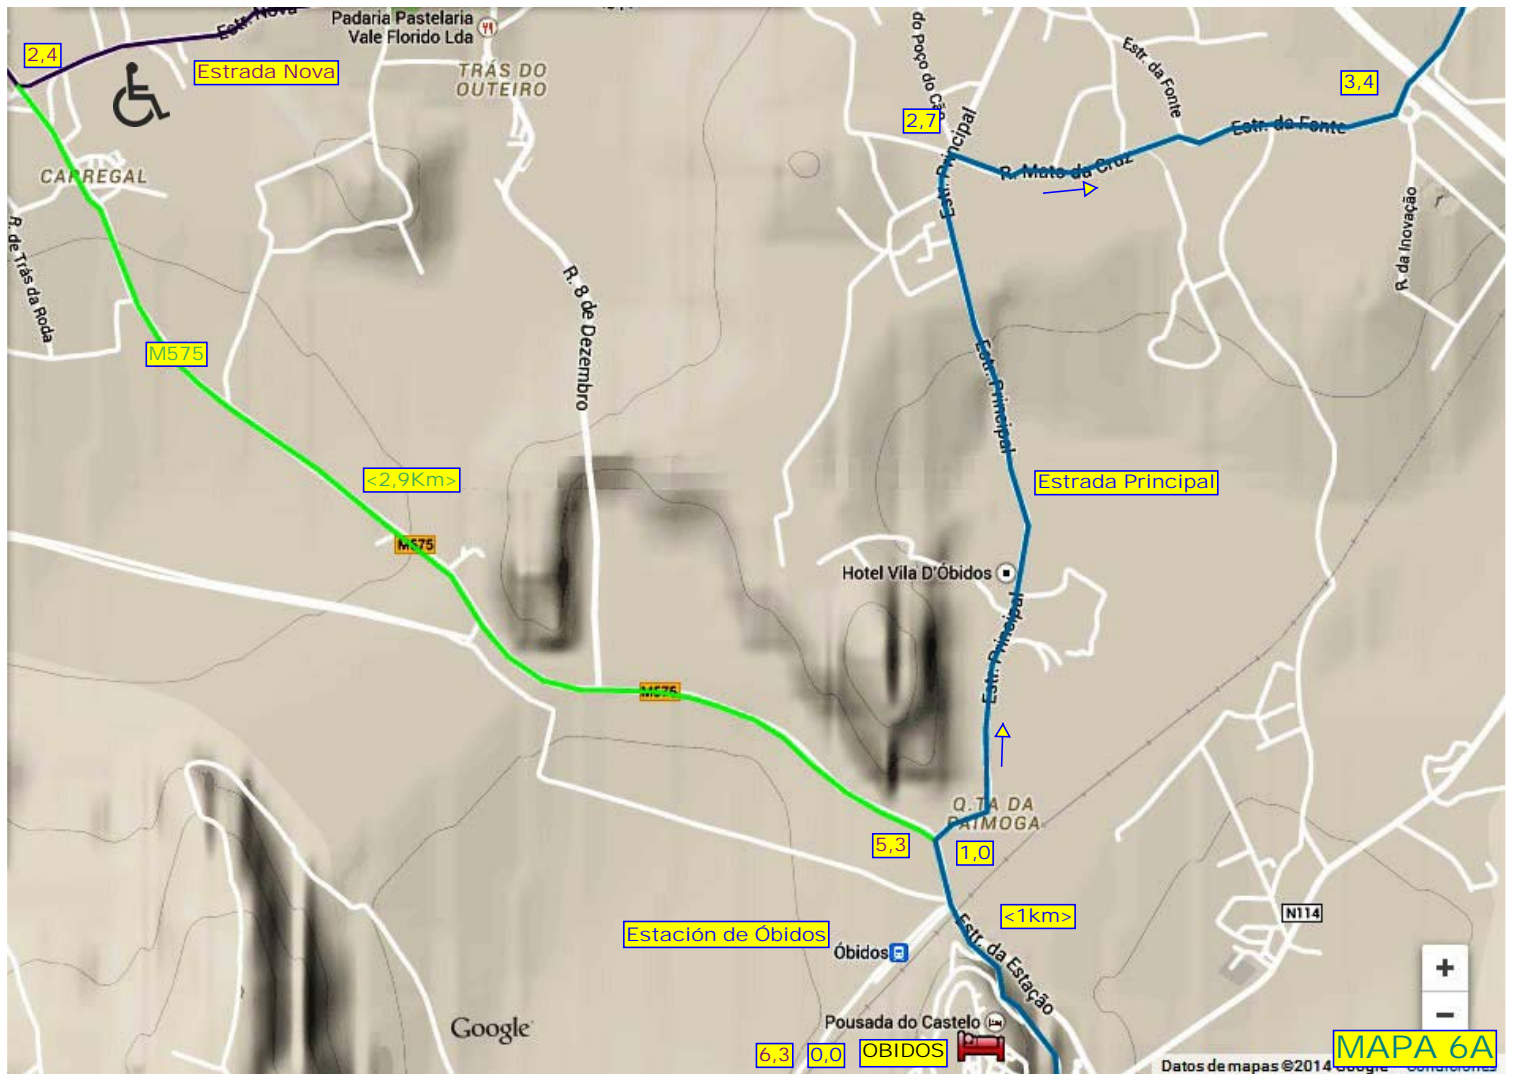 Estr. Nova
Padaria Pastelaria
Vale Florido Lda
2,4
Estrada Nova
TRÁS DO
OUTEIRO
do Poço do Cão
Estr. da Fonte
3,4
2,7
Estr. Principal
Estr. da Fonte
R. Mato da Cruz
CARREGAL
Estr. Principal
R. de Trás da Roda
R. da Inovação
R. 8 de Dezembro
M575
Estr. Principal
<2,9Km>
Estrada Principal
M575
Hotel Vila D'Óbidos
Estr. Principal
M575
Q.TA DA
PAIMOGA
5,3
1,0
<1km>
N114
Estación de Óbidos
Óbidos
Estr. da Estação
+
−
Google
Pousada do Castelo
6,3
0,0
OBIDOS
MAPA 6A
Datos de mapas ©2014 Google
Condiciones